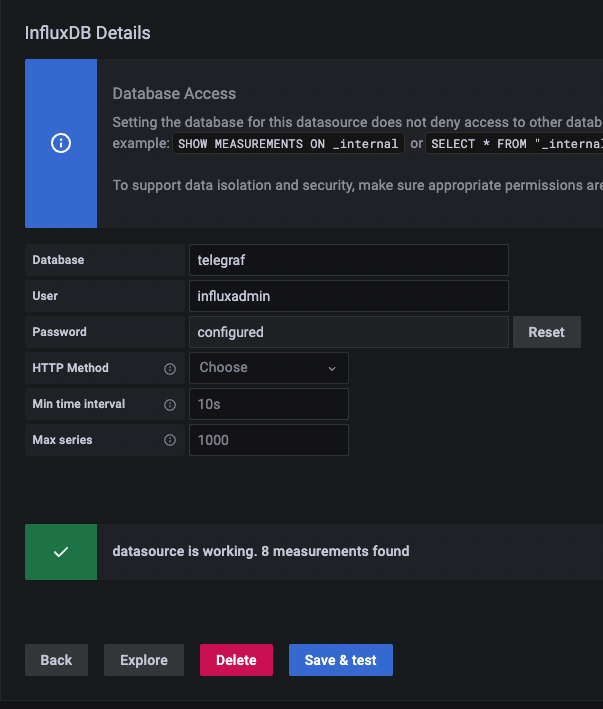 InfluxDB Details
Database Access
Setting the database for this datasource does not deny access to other datab
example: SHOW MEASUREMENTS ON _internal or SELECT * FROM "_interna
To support data isolation and security, make sure appropriate permissions are
Database telegraf
User influxadmin
Password configured Reset
HTTP Method Choose
Min time interval 10s
Max series 1000
datasource is working. 8 measurements found
Back Explore Delete Save & test